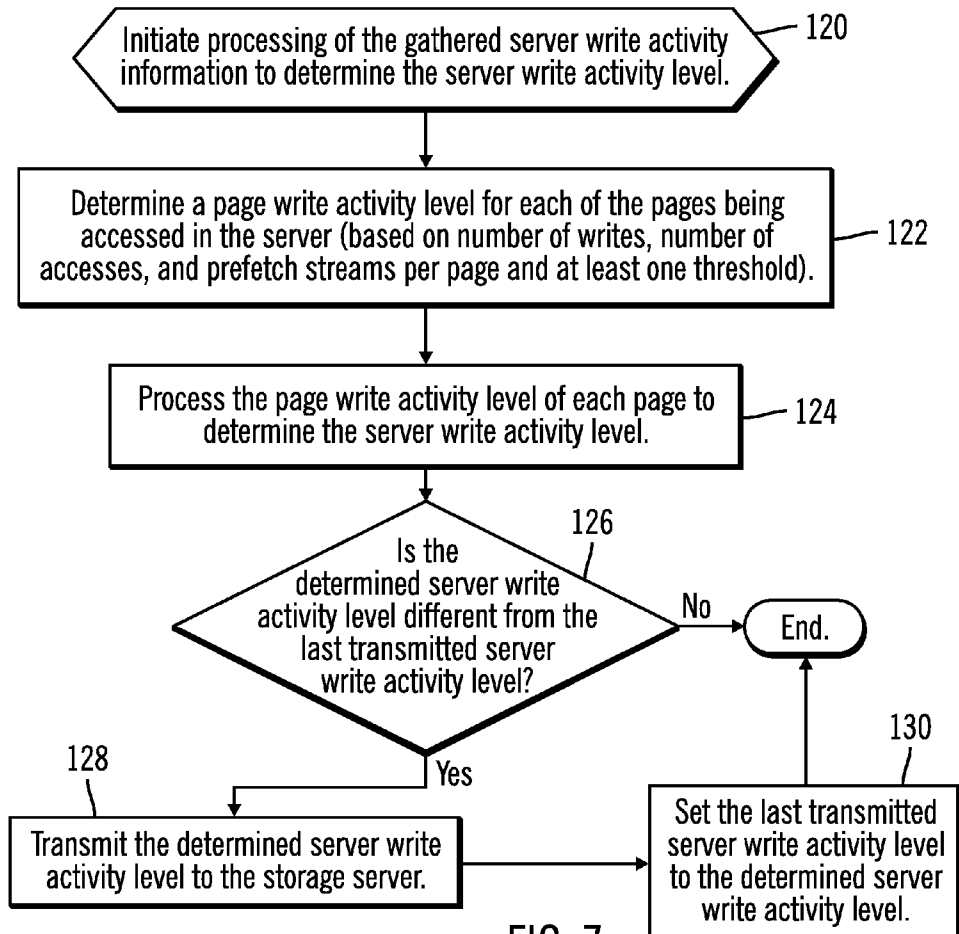 Initiate processing of the gathered server write activity
information to determine the server write activity level.
120
Determine a page write activity level for each of the pages being
accessed in the server (based on number of writes, number of
accesses, and prefetch streams per page and at least one threshold).
122
Process the page write activity level of each page to
determine the server write activity level.
124
126
Is the
determined server write
activity level different from the
last transmitted server
write activity level?
No
End.
Yes
128
Transmit the determined server write
activity level to the storage server.
130
Set the last transmitted
server write activity level
to the determined server
write activity level.
FIG. 7